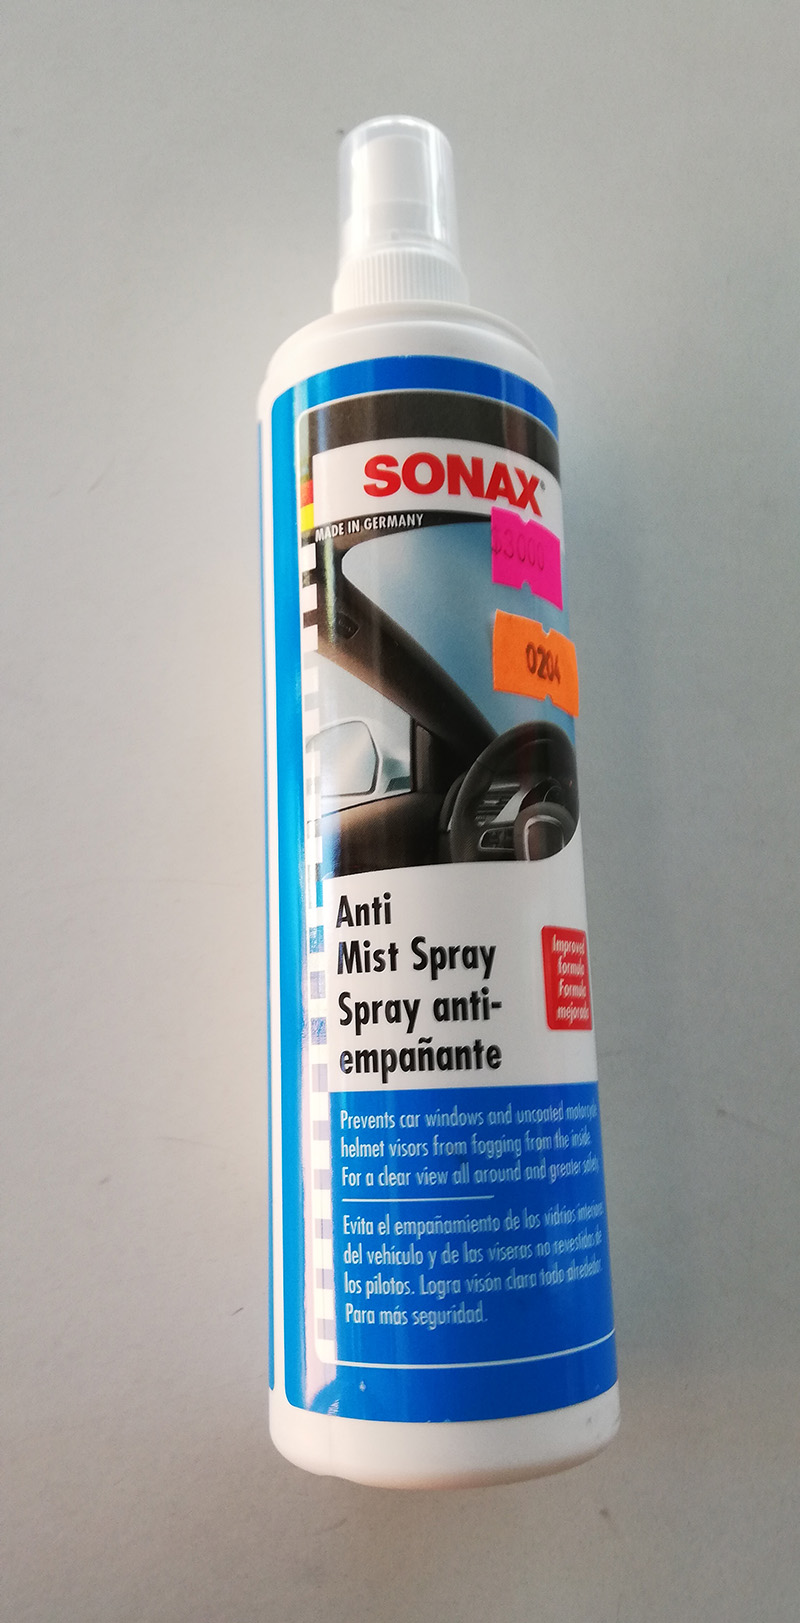 SONAX
MADE IN GERMANY
$3000
0204
Anti
Mist Spray
Spray anti-
empañante
Improved
formula
Formula
mejorada
Prevents car windows and uncoated motorcycle
helmet visors from fogging from the inside.
For a clear view all around and greater safety
Evita el empañamiento de los vidrios interiores
del vehículo y de las viseras no revestidas de
los pilotos. Logra visón clara todo alrededor.
Para más seguridad.